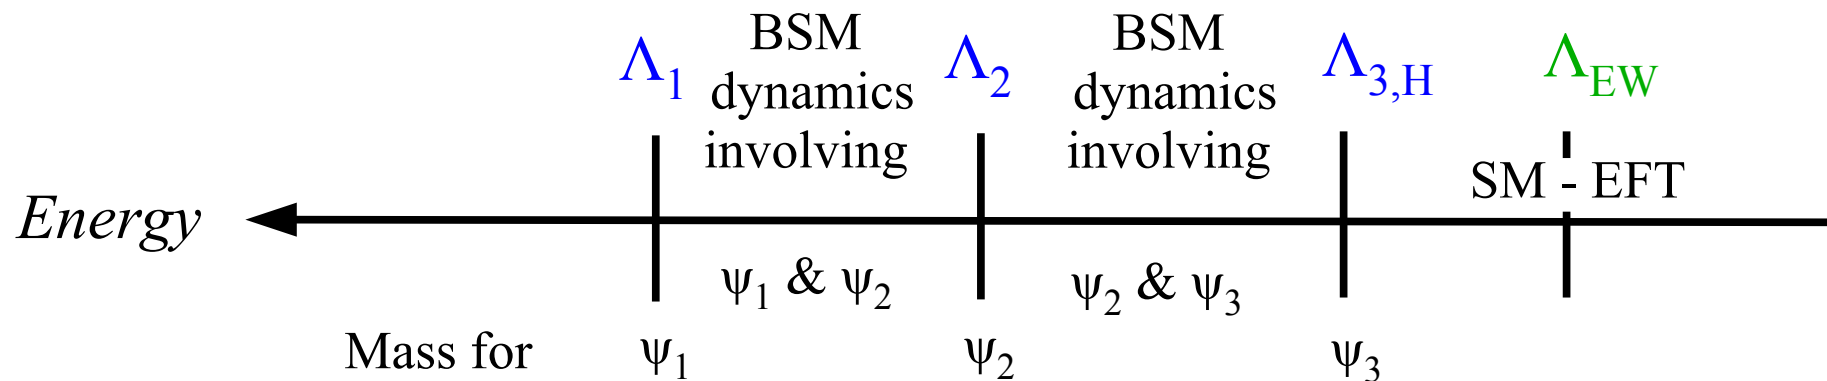 Λ₁
BSM
dynamics
involving
Λ₂
BSM
dynamics
involving
Λ₃,H
Λ_EW
SM - EFT
Energy
ψ₁ & ψ₂
ψ₂ & ψ₃
Mass for
ψ₁
ψ₂
ψ₃